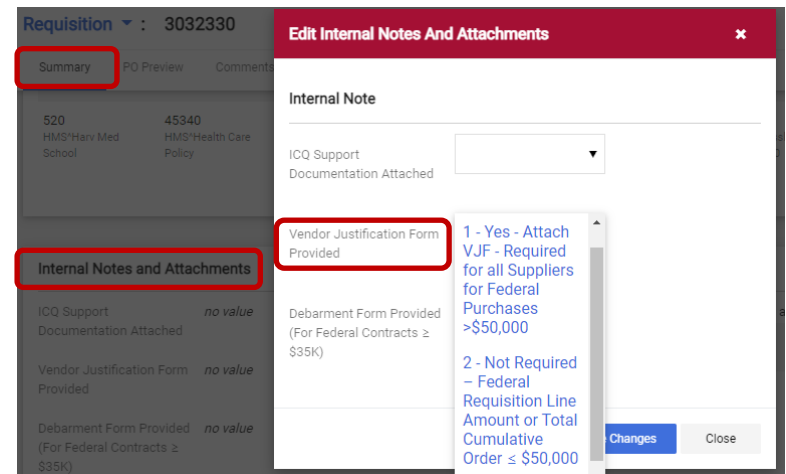 Requisition : 3032330
Summary PO Preview Comments
520 45340
HMS^Harv Med HMS^Health Care
School Policy
Internal Notes and Attachments
ICQ Support no value
Documentation Attached
Vendor Justification Form no value
Provided
Debarment Form Provided no value
(For Federal Contracts ≥
$35K)
Edit Internal Notes And Attachments ×
Internal Note
ICQ Support
Documentation Attached
Vendor Justification Form
Provided
1 - Yes - Attach
VJF - Required
for all Suppliers
for Federal
Purchases
>$50,000
2 - Not Required
– Federal
Requisition Line
Amount or Total
Cumulative
Order ≤ $50,000
Debarment Form Provided
(For Federal Contracts ≥
$35K)
Changes Close